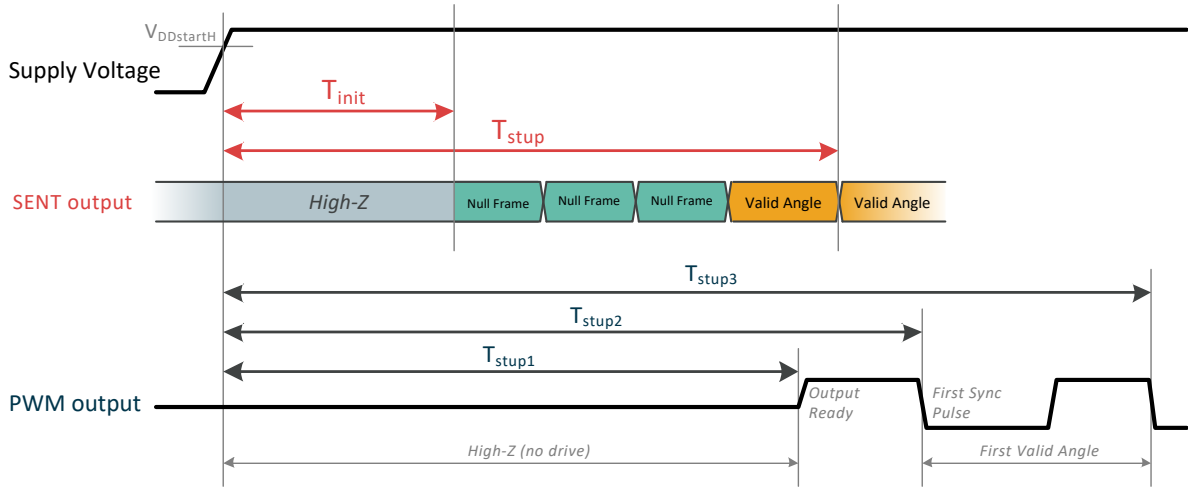 VDDstartH
Supply Voltage
Tinit
Tstup
SENT output
High-Z
Null Frame
Null Frame
Null Frame
Valid Angle
Valid Angle
Tstup3
Tstup2
Tstup1
PWM output
Output
Ready
First Sync
Pulse
High-Z (no drive)
First Valid Angle